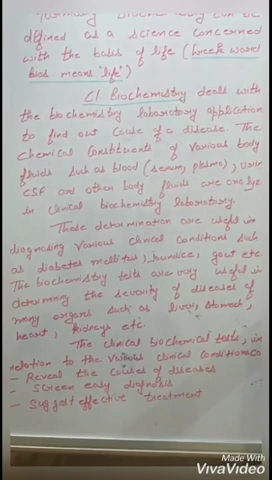 defined as a science concerned
with the basis of life (Greek word
bios means "life")
Cl Biochemistry deals with
the biochemistry laboratory application
to find out cause of a disease. The
chemical constituents of various body
fluids such as blood (serum, plasma), Urin
CSF and other body fluids are
in clinical biochemistry laboratory.
These determination are useful in
diagnosing various clinical conditions such
as diabetes mellitus, jaundice, gout etc.
The biochemistry tests are very useful in
determining the severity of diseases of
many organs such as liver, stomach,
heart, kidneys etc.
The clinical biochemical tests, in
relation to the various clinical conditions
- Reveal the causes of diseases
- Screen easy diagnosis
- Suggest effective treatment
Made With
VivaVideo